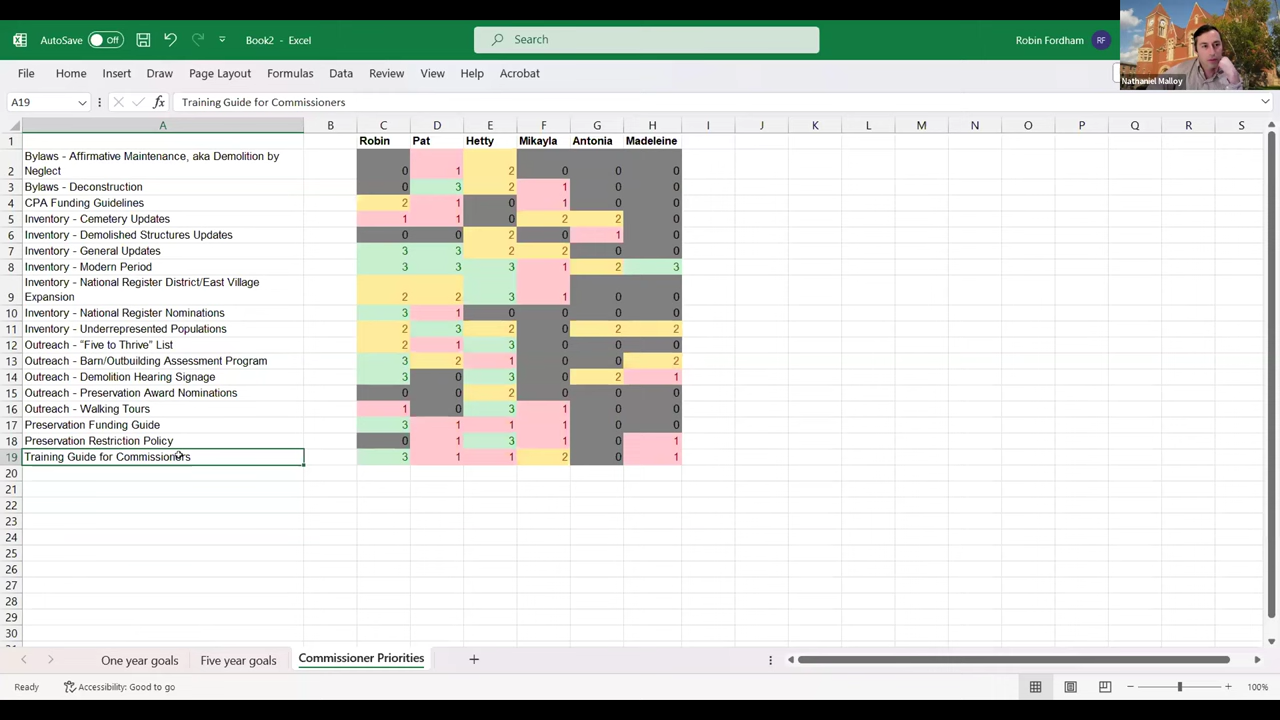 AutoSave Off Book2 - Excel Search Robin Fordham RF
Nathaniel Malloy
File Home Insert Draw Page Layout Formulas Data Review View Help Acrobat
A19 fx Training Guide for Commissioners
A B C D E F G H I J K L M N O P Q R S
1 Robin Pat Hetty Mikayla Antonia Madeleine
Bylaws - Affirmative Maintenance, aka Demolition by
2 Neglect 0 1 2 0 0 0
3 Bylaws - Deconstruction 0 3 2 1 0 0
4 CPA Funding Guidelines 2 1 0 1 0 0
5 Inventory - Cemetery Updates 1 1 0 2 2 0
6 Inventory - Demolished Structures Updates 0 0 2 0 1 0
7 Inventory - General Updates 3 3 2 2 0 0
8 Inventory - Modern Period 3 3 3 1 2 3
Inventory - National Register District/East Village
9 Expansion 2 2 3 1 0 0
10 Inventory - National Register Nominations 3 1 0 0 0 0
11 Inventory - Underrepresented Populations 2 3 2 0 2 2
12 Outreach - “Five to Thrive” List 2 1 3 0 0 0
13 Outreach - Barn/Outbuilding Assessment Program 3 2 1 0 0 2
14 Outreach - Demolition Hearing Signage 3 0 3 0 2 1
15 Outreach - Preservation Award Nominations 0 0 2 0 0 0
16 Outreach - Walking Tours 1 0 3 1 0 0
17 Preservation Funding Guide 3 1 1 1 0 0
18 Preservation Restriction Policy 0 1 3 1 0 1
19 Training Guide for Commissioners 3 1 1 2 0 1
20
21
22
23
24
25
26
27
28
29
30
One year goals Five year goals Commissioner Priorities
Ready Accessibility: Good to go 100%